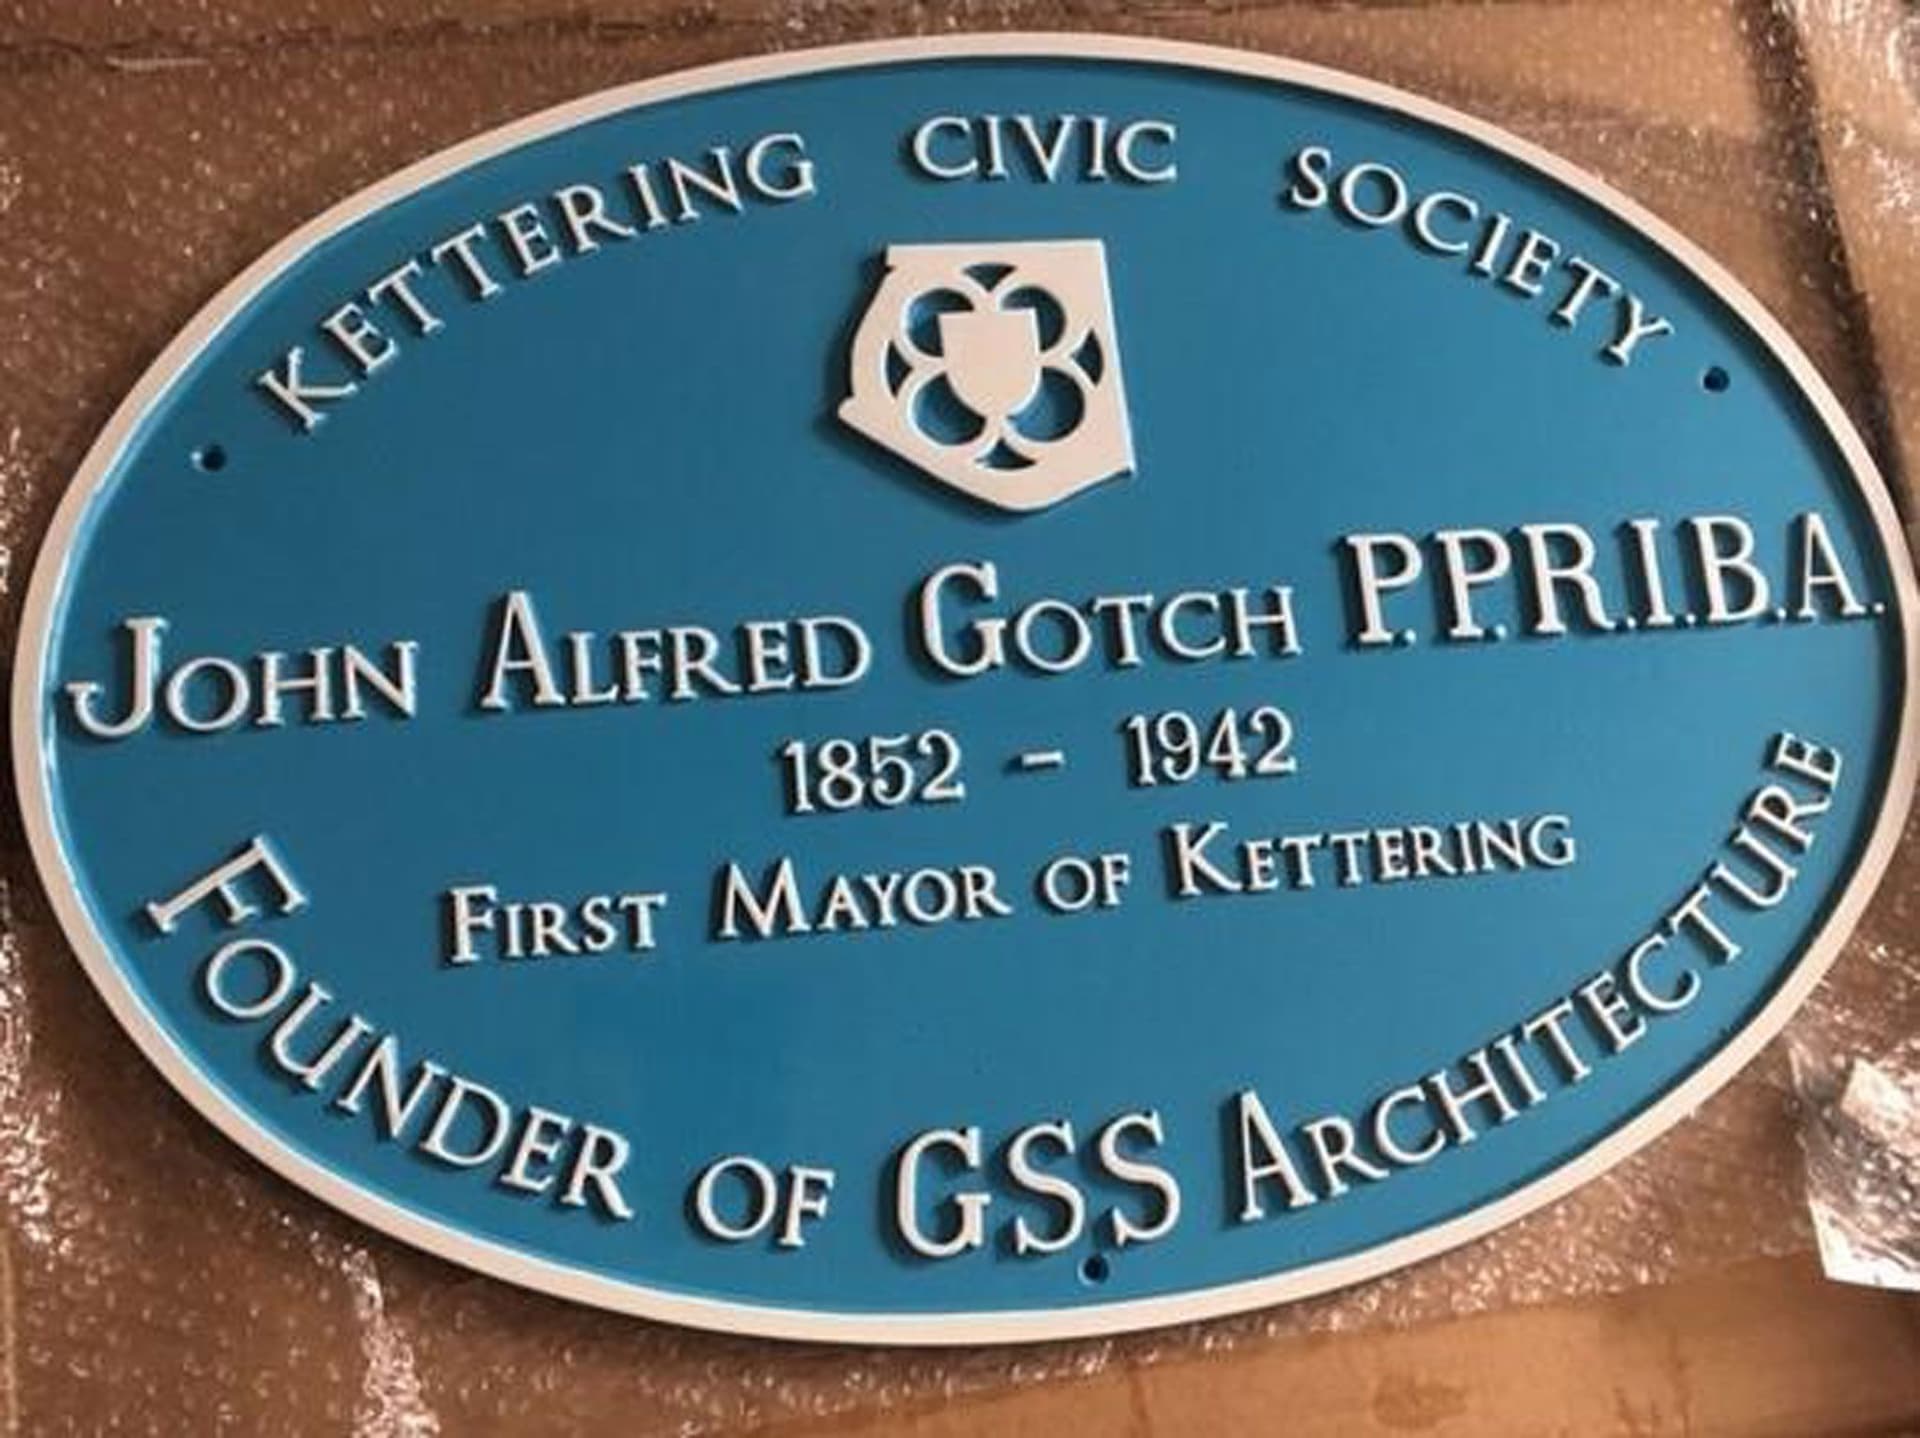 KETTERING CIVIC SOCIETY
JOHN ALFRED GOTCH P.P.R.I.B.A.
1852 - 1942
FIRST MAYOR OF KETTERING
FOUNDER OF GSS ARCHITECTURE